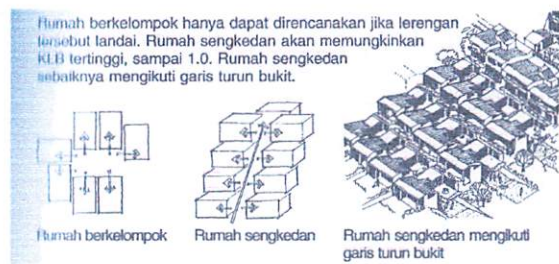 Rumah berkelompok hanya dapat direncanakan jika lerengan
tersebut landai. Rumah sengkedan akan memungkinkan
KLB tertinggi, sampai 1.0. Rumah sengkedan
sebaiknya mengikuti garis turun bukit.
Rumah berkelompok
Rumah sengkedan
Rumah sengkedan mengikuti
garis turun bukit